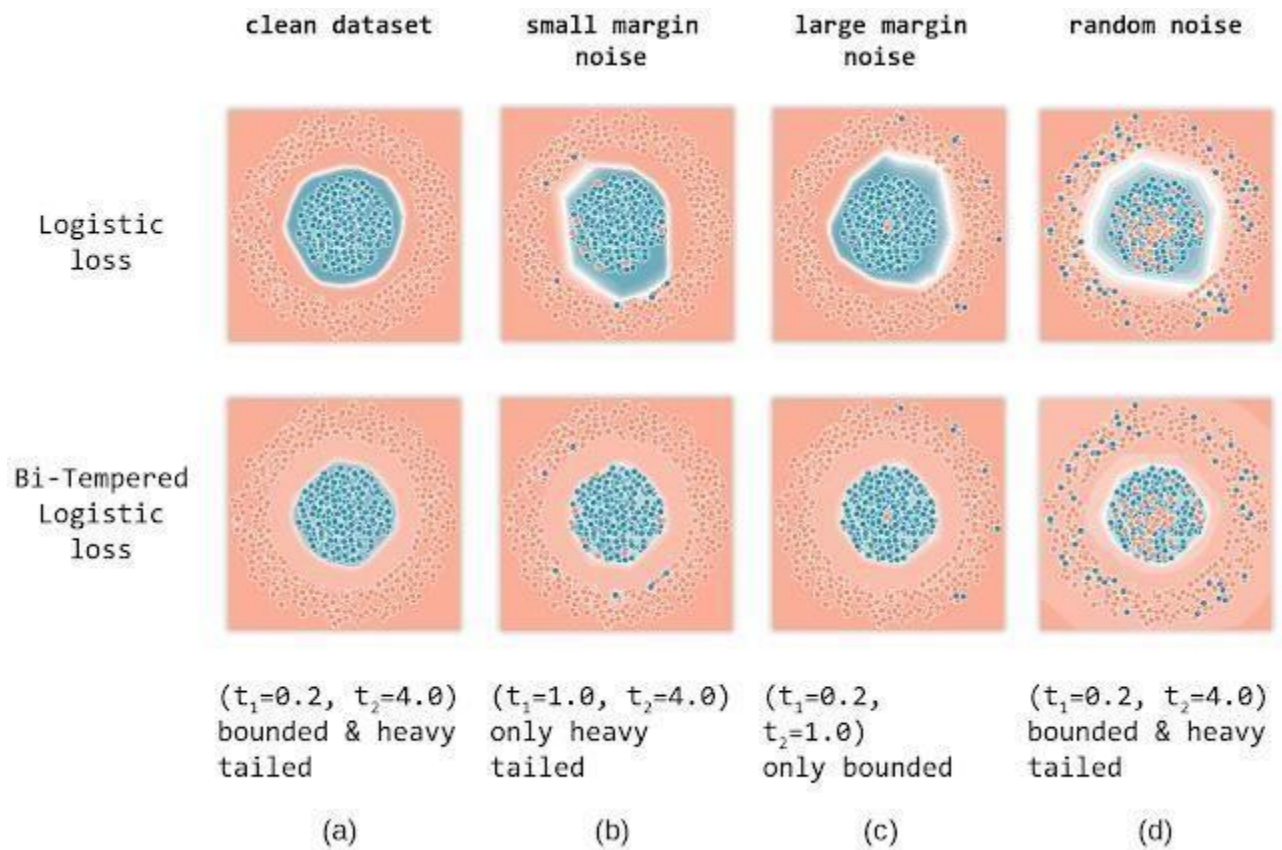 clean dataset
small margin
noise
large margin
noise
random noise
Logistic
loss
Bi-Tempered
Logistic
loss
(t₁=0.2, t₂=4.0)
bounded & heavy
tailed
(t₁=1.0, t₂=4.0)
only heavy
tailed
(t₁=0.2,
t₂=1.0)
only bounded
(t₁=0.2, t₂=4.0)
bounded & heavy
tailed
(a)
(b)
(c)
(d)